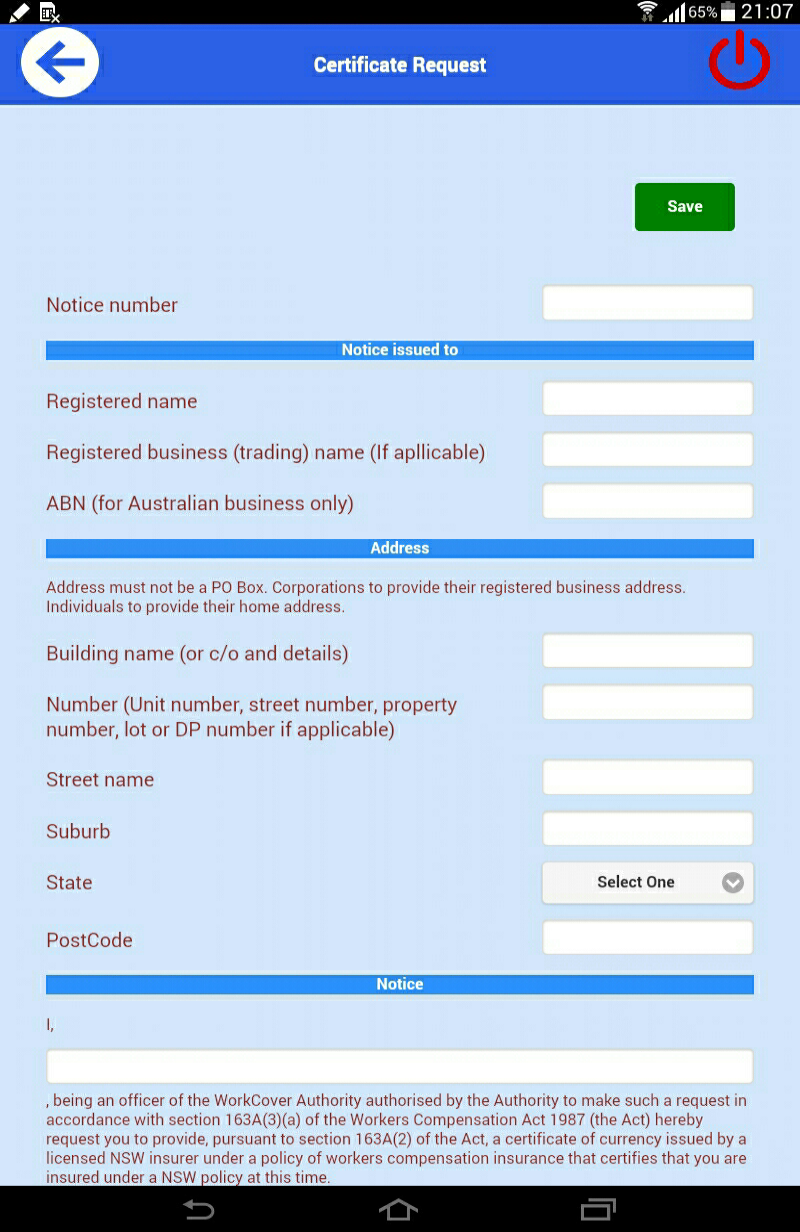 65% 21:07
Certificate Request
Save
Notice number
Notice issued to
Registered name
Registered business (trading) name (If apllicable)
ABN (for Australian business only)
Address
Address must not be a PO Box. Corporations to provide their registered business address.
Individuals to provide their home address.
Building name (or c/o and details)
Number (Unit number, street number, property
number, lot or DP number if applicable)
Street name
Suburb
State
Select One
PostCode
Notice
I,
, being an officer of the WorkCover Authority authorised by the Authority to make such a request in
accordance with section 163A(3)(a) of the Workers Compensation Act 1987 (the Act) hereby
request you to provide, pursuant to section 163A(2) of the Act, a certificate of currency issued by a
licensed NSW insurer under a policy of workers compensation insurance that certifies that you are
insured under a NSW policy at this time.